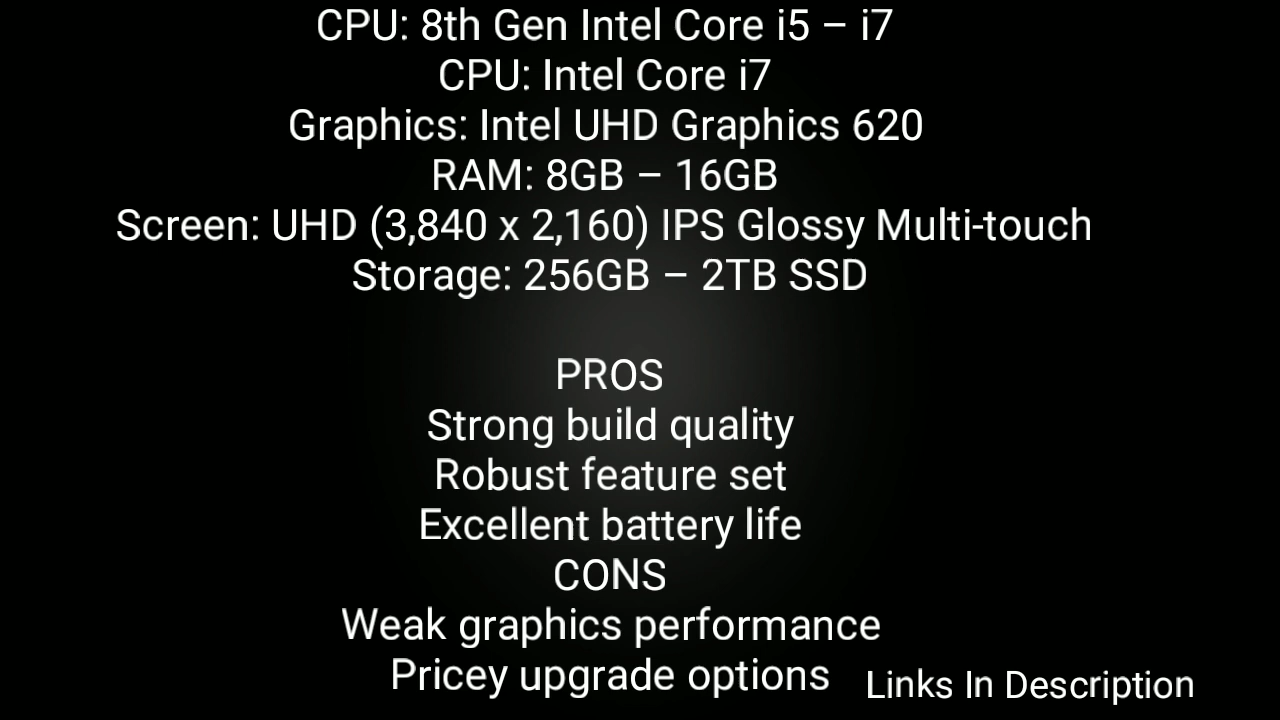 CPU: 8th Gen Intel Core i5 – i7
CPU: Intel Core i7
Graphics: Intel UHD Graphics 620
RAM: 8GB – 16GB
Screen: UHD (3,840 x 2,160) IPS Glossy Multi-touch
Storage: 256GB – 2TB SSD
PROS
Strong build quality
Robust feature set
Excellent battery life
CONS
Weak graphics performance
Pricey upgrade options
Links In Description